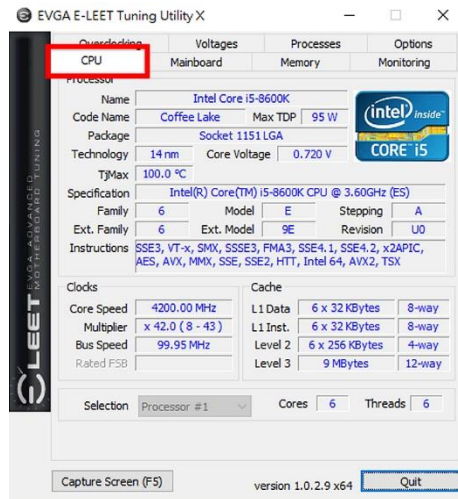 EVGA E-LEET Tuning Utility X
Overclocking Voltages Processes Options
CPU Mainboard Memory Monitoring
Processor
Name Intel Core i5-8600K
Code Name Coffee Lake Max TDP 95 W
Package Socket 1151 LGA
Technology 14 nm Core Voltage 0.720 V
TjMax 100.0 °C
Specification Intel(R) Core(TM) i5-8600K CPU @ 3.60GHz (ES)
Family 6 Model E Stepping A
Ext. Family 6 Ext. Model 9E Revision U0
Instructions SSE3, VT-x, SMX, SSSE3, FMA3, SSE4.1, SSE4.2, x2APIC,
AES, AVX, MMX, SSE, SSE2, HTT, Intel 64, AVX2, TSX
intel inside™
CORE™ i5
Clocks
Core Speed 4200.00 MHz
Multiplier x 42.0 ( 8 - 43 )
Bus Speed 99.95 MHz
Rated FSB
Cache
L1 Data 6 x 32 KBytes 8-way
L1 Inst. 6 x 32 KBytes 8-way
Level 2 6 x 256 KBytes 4-way
Level 3 9 MBytes 12-way
Selection Processor #1 Cores 6 Threads 6
Capture Screen (F5) version 1.0.2.9 x64 Quit
ELEET EVGA ADVANCED
MOTHERBOARD TUNING